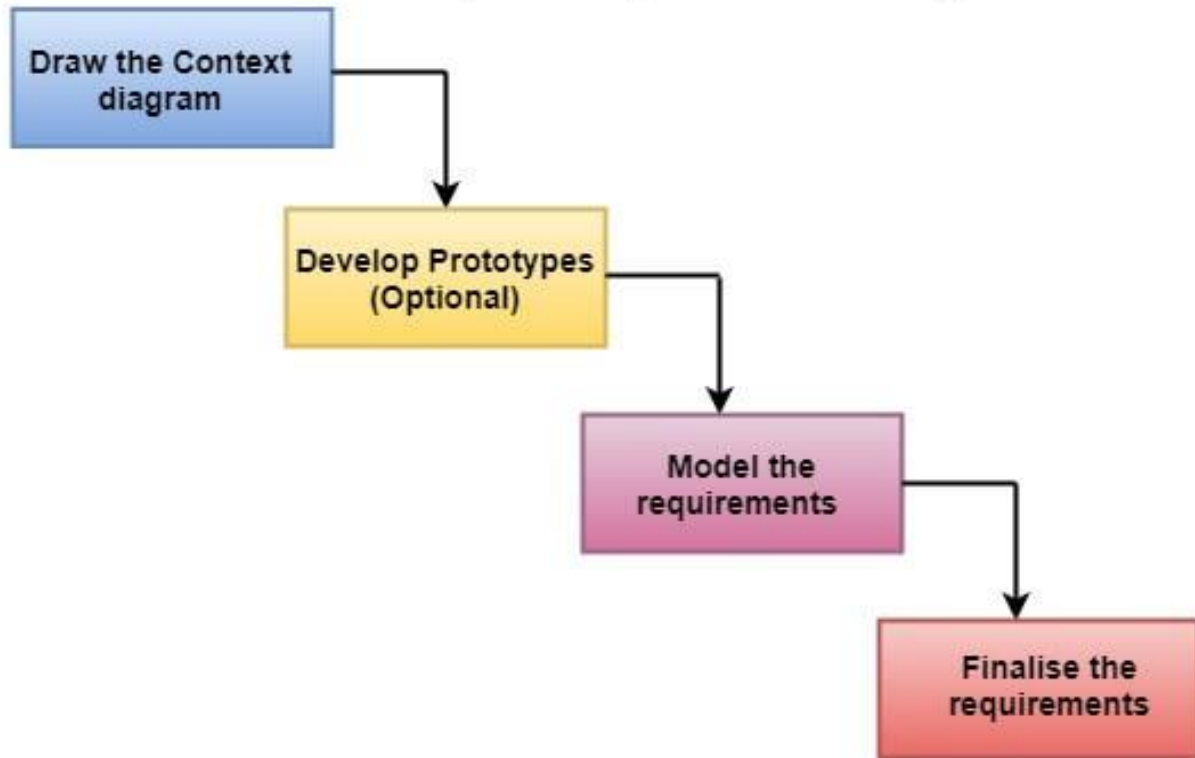 Draw the Context
diagram
Develop Prototypes
(Optional)
Model the
requirements
Finalise the
requirements